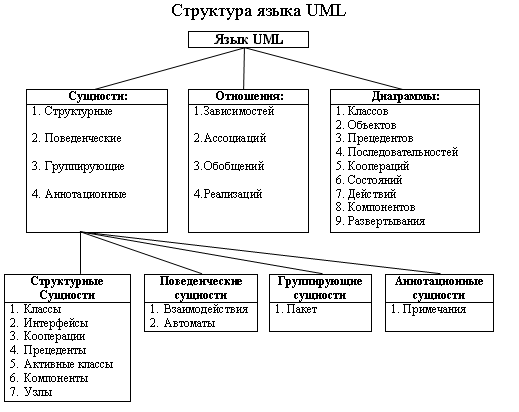 Структура языка UML
Язык UML
Сущности:
1. Структурные
2. Поведенческие
3. Группирующие
4. Аннотационные
Отношения:
1.Зависимостей
2.Ассоциаций
3.Обобщений
4.Реализаций
Диаграммы:
1. Классов
2. Объектов
3. Прецедентов
4. Последовательностей
5. Коопераций
6. Состояний
7. Действий
8. Компонентов
9. Развертывания
Структурные
Сущности
1. Классы
2. Интерфейсы
3. Кооперации
4. Прецеденты
5. Активные классы
6. Компоненты
7. Узлы
Поведенческие
сущности
1. Взаимодействия
2. Автоматы
Группирующие
сущности
1. Пакет
Аннотационные
сущности
1. Примечания